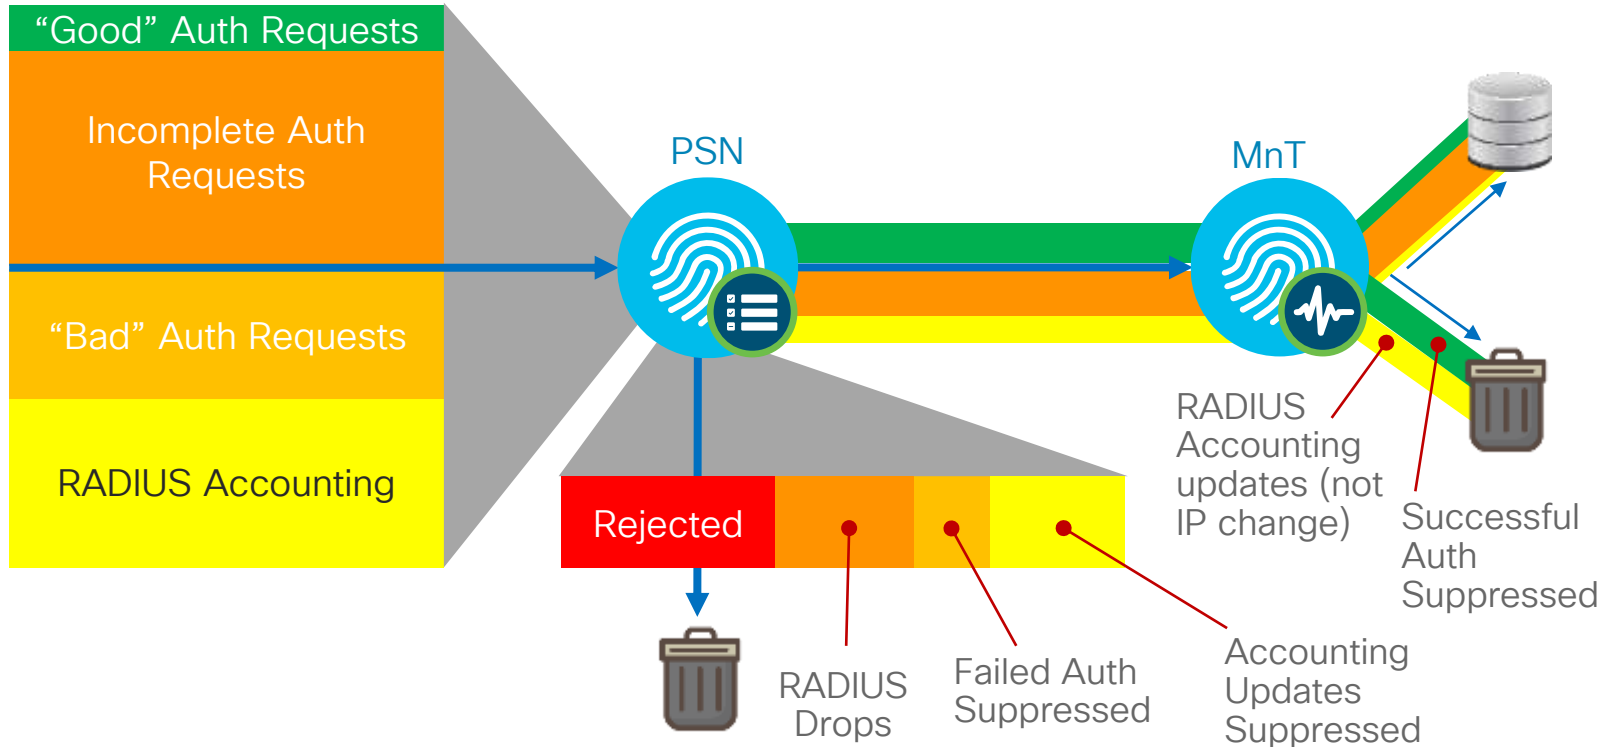 “Good” Auth Requests
Incomplete Auth
Requests
“Bad” Auth Requests
RADIUS Accounting
PSN
MnT
Rejected
RADIUS
Drops
Failed Auth
Suppressed
Accounting
Updates
Suppressed
RADIUS
Accounting
updates (not
IP change)
Successful
Auth
Suppressed